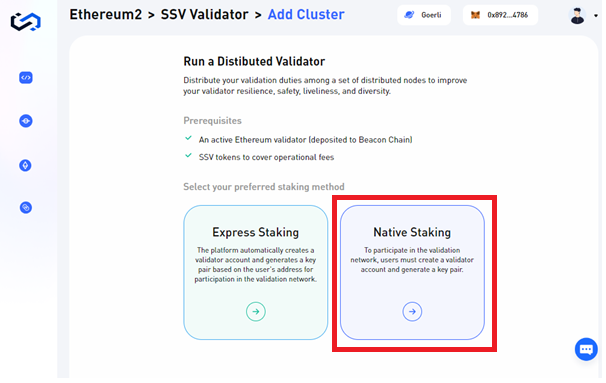 Ethereum2 > SSV Validator > Add Cluster
Goerli
0x892...4786
Run a Distibuted Validator
Distribute your validation duties among a set of distributed nodes to improve
your validator resilience, safety, liveliness, and diversity.
Prerequisites
An active Ethereum validator (deposited to Beacon Chain)
SSV tokens to cover operational fees
Select your preferred staking method
Express Staking
The platform automatically creates a
validator account and generates a key
pair based on the user's address for
participation in the validation network.
Native Staking
To participate in the validation
network, users must create a validator
account and generate a key pair.